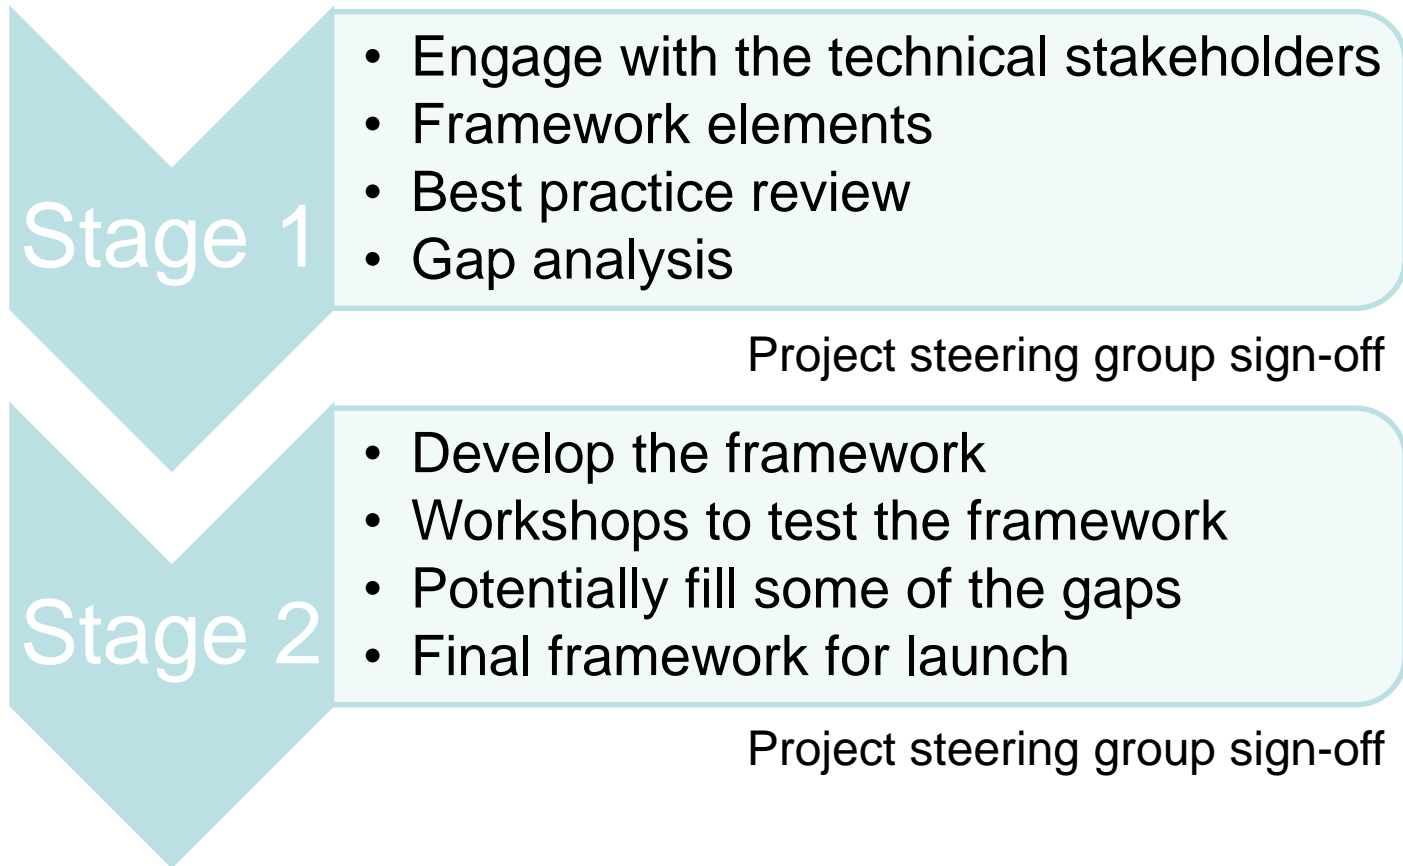 Stage 1
• Engage with the technical stakeholders
• Framework elements
• Best practice review
• Gap analysis
Project steering group sign-off
Stage 2
• Develop the framework
• Workshops to test the framework
• Potentially fill some of the gaps
• Final framework for launch
Project steering group sign-off